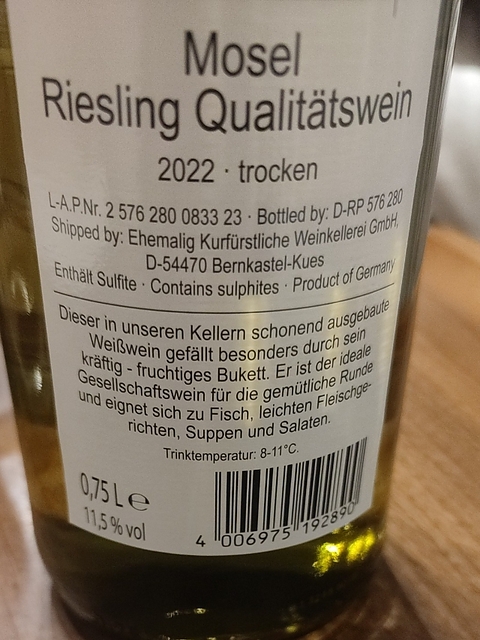 Mosel
Riesling Qualitätswein
2022 · trocken
L-A.P.Nr. 2 576 280 0833 23 · Bottled by: D-RP 576 280
Shipped by: Ehemalig Kurfürstliche Weinkellerei GmbH,
D-54470 Bernkastel-Kues
Enthält Sulfite · Contains sulphites · Product of Germany
Dieser in unseren Kellern schonend ausgebaute
Weißwein gefällt besonders durch sein
kräftig - fruchtiges Bukett. Er ist der ideale
Gesellschaftswein für die gemütliche Runde
und eignet sich zu Fisch, leichten Fleischge-
richten, Suppen und Salaten.
Trinktemperatur: 8-11°C.
0,75 L ℮
11,5 % vol
4 006975 192890